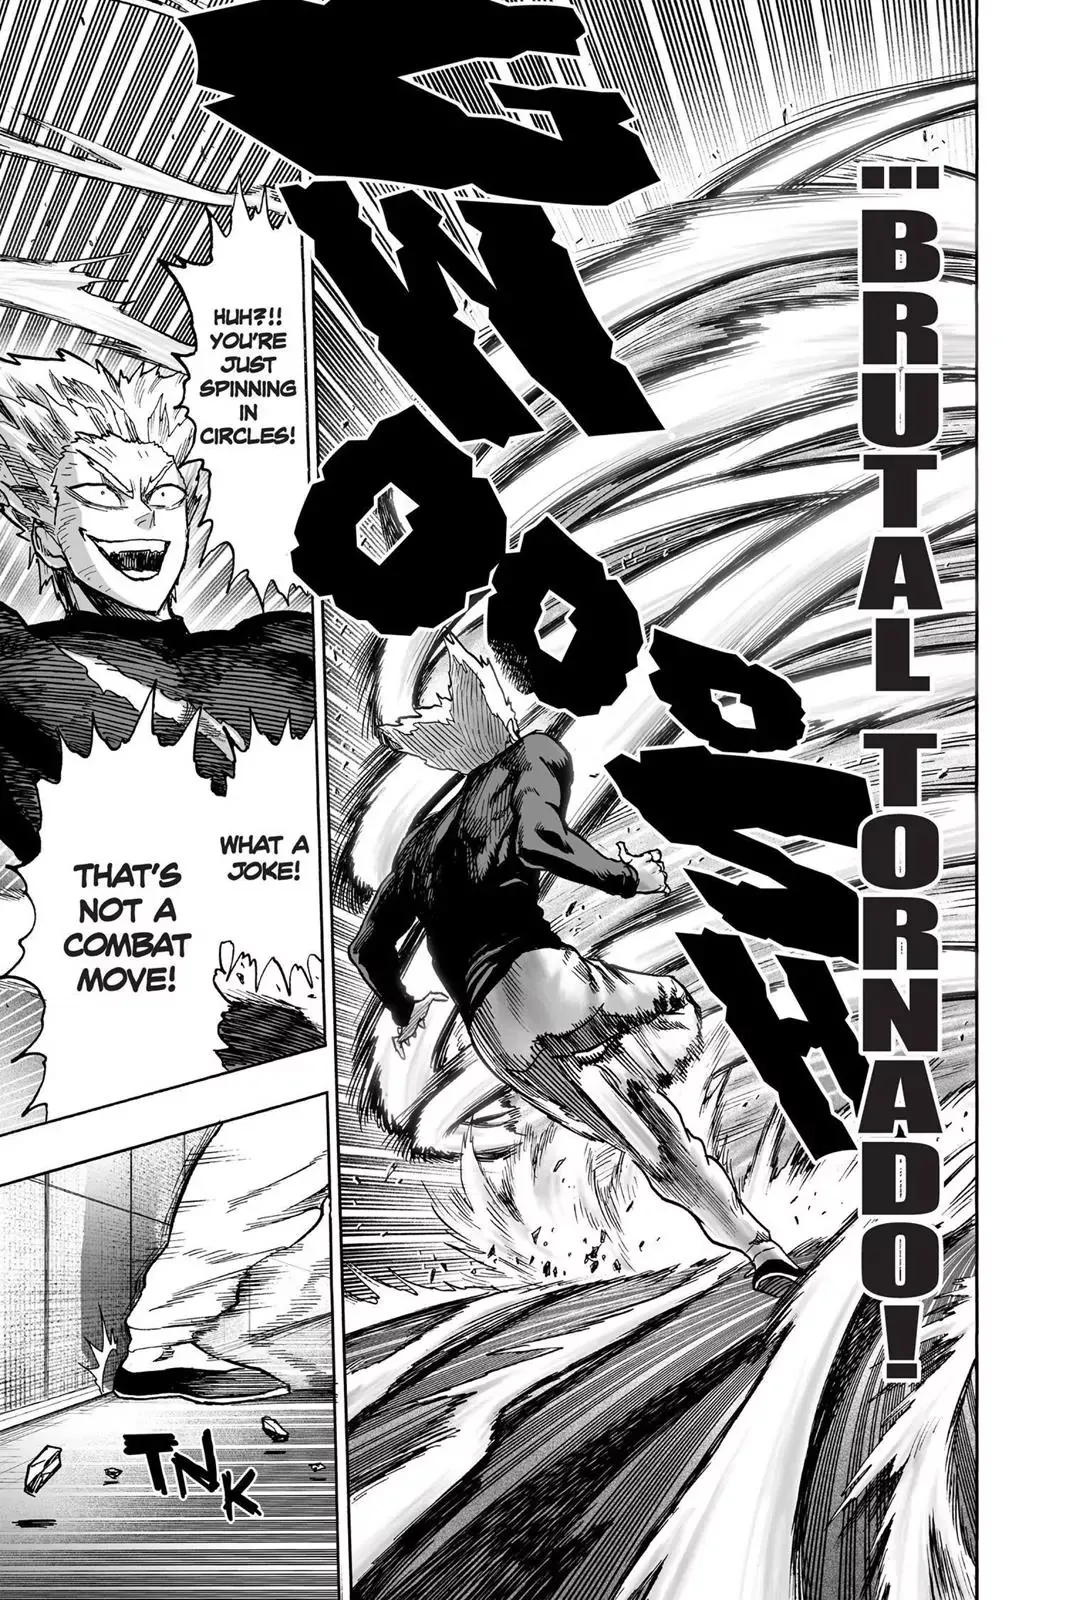 ... BRUTAL TORNADO!
GWOOOOSH
HUH?!!
YOU'RE
JUST
SPINNING
IN
CIRCLES!
WHAT A
JOKE!
THAT'S
NOT A
COMBAT
MOVE!
TNK